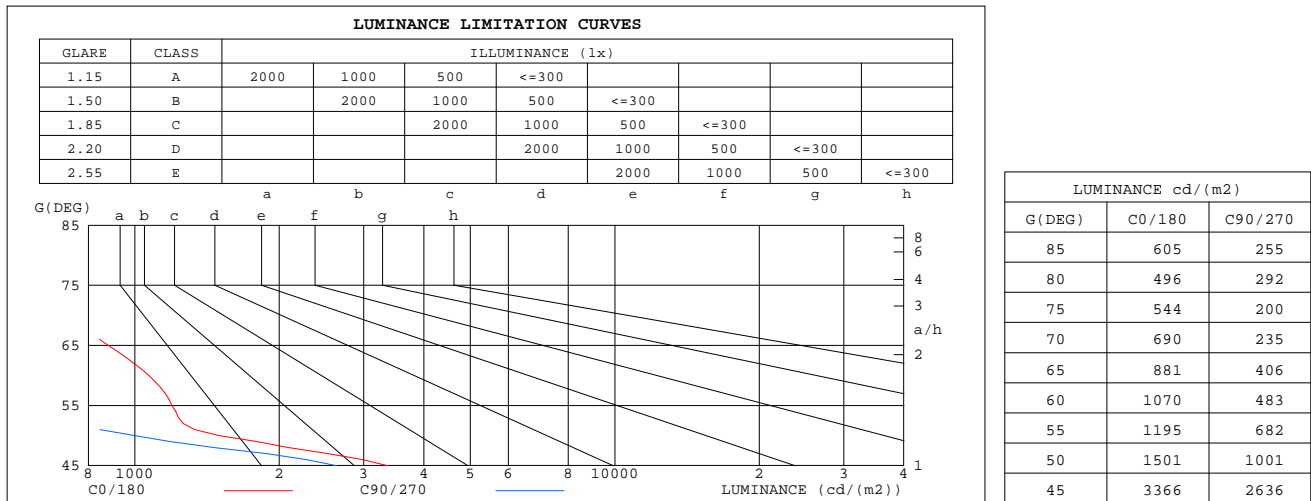 LUMINANCE LIMITATION CURVES
GLARE CLASS ILLUMINANCE (lx)
1.15 A 2000 1000 500 <=300
1.50 B 2000 1000 500 <=300
1.85 C 2000 1000 500 <=300
2.20 D 2000 1000 500 <=300
2.55 E 2000 1000 500 <=300
a b c d e f g h
G(DEG)
a b c d e f g h
85
75
65
55
45
8
6
4
3
a/h
2
1
8 1000 2 3 4 5 6 8 10000 2 3 4
C0/180 C90/270 LUMINANCE (cd/(m2))
LUMINANCE cd/(m2)
G(DEG) C0/180 C90/270
85 605 255
80 496 292
75 544 200
70 690 235
65 881 406
60 1070 483
55 1195 682
50 1501 1001
45 3366 2636